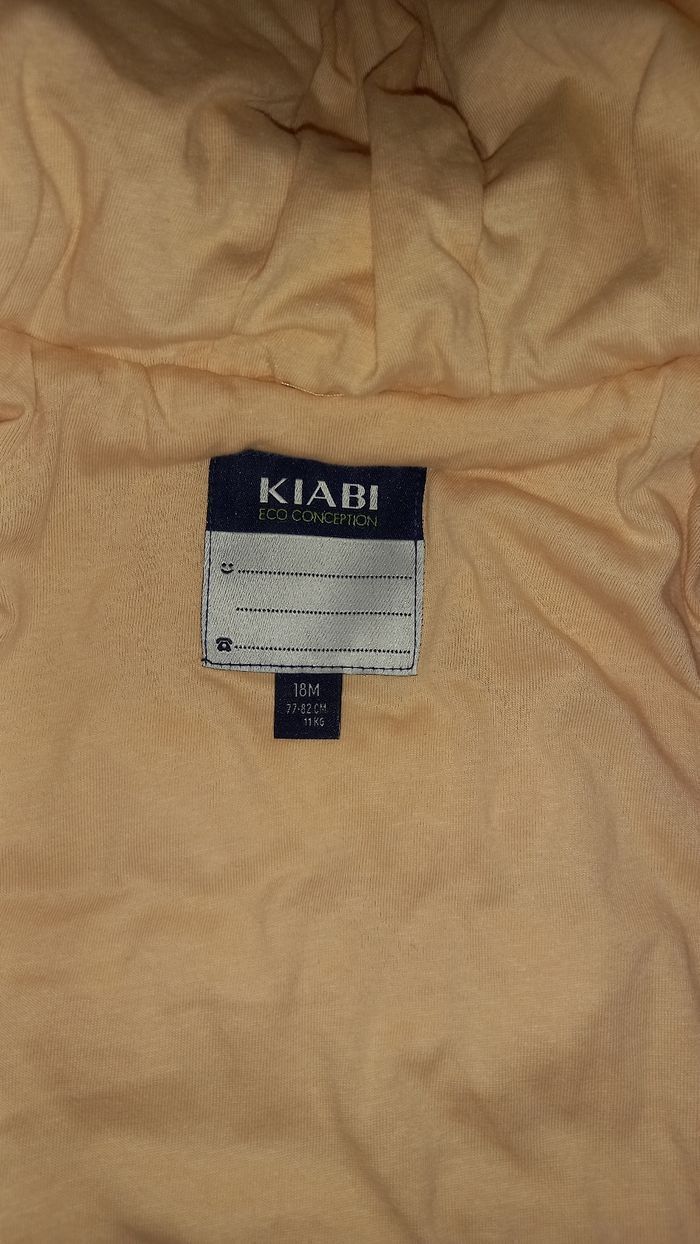 KIABI
ECO CONCEPTION
18M
77-82 CM
11 KG